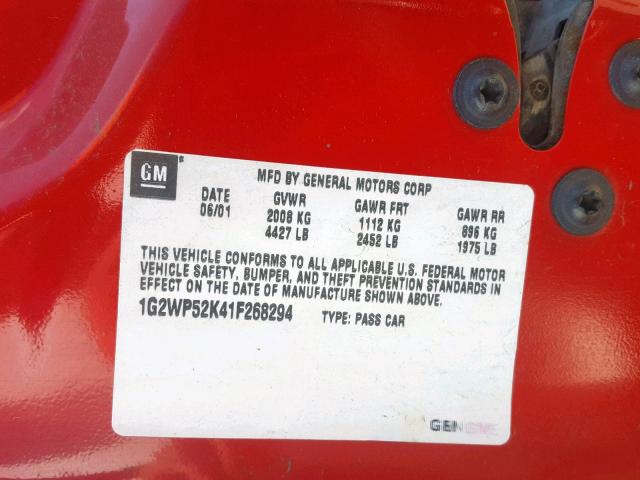 GM
MFD BY GENERAL MOTORS CORP
DATE GVWR GAWR FRT GAWR RR
06/01 2008 KG 1112 KG 896 KG
4427 LB 2452 LB 1975 LB
THIS VEHICLE CONFORMS TO ALL APPLICABLE U.S. FEDERAL MOTOR
VEHICLE SAFETY, BUMPER, AND THEFT PREVENTION STANDARDS IN
EFFECT ON THE DATE OF MANUFACTURE SHOWN ABOVE.
1G2WP52K41F268294 TYPE: PASS CAR